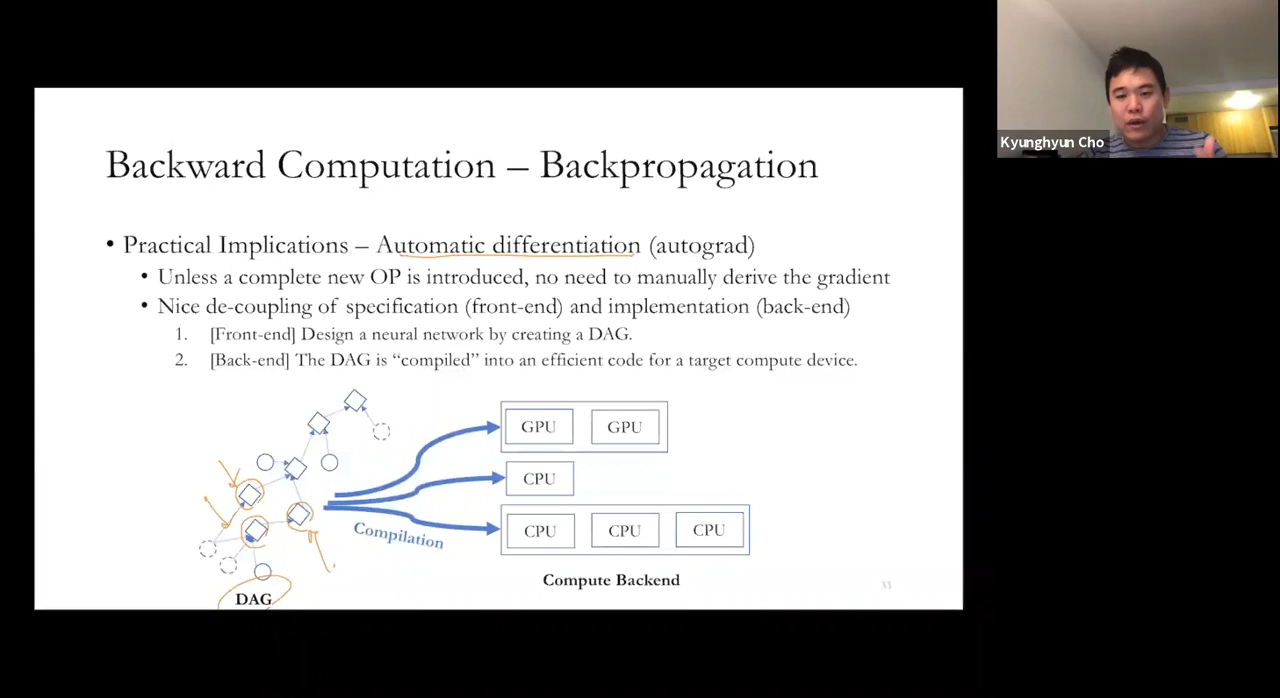 Kyunghyun Cho
Backward Computation – Backpropagation
• Practical Implications – Automatic differentiation (autograd)
• Unless a complete new OP is introduced, no need to manually derive the gradient
• Nice de-coupling of specification (front-end) and implementation (back-end)
1. [Front-end] Design a neural network by creating a DAG.
2. [Back-end] The DAG is “compiled” into an efficient code for a target compute device.
GPU GPU
CPU
CPU CPU CPU
Compilation
Compute Backend
DAG
33